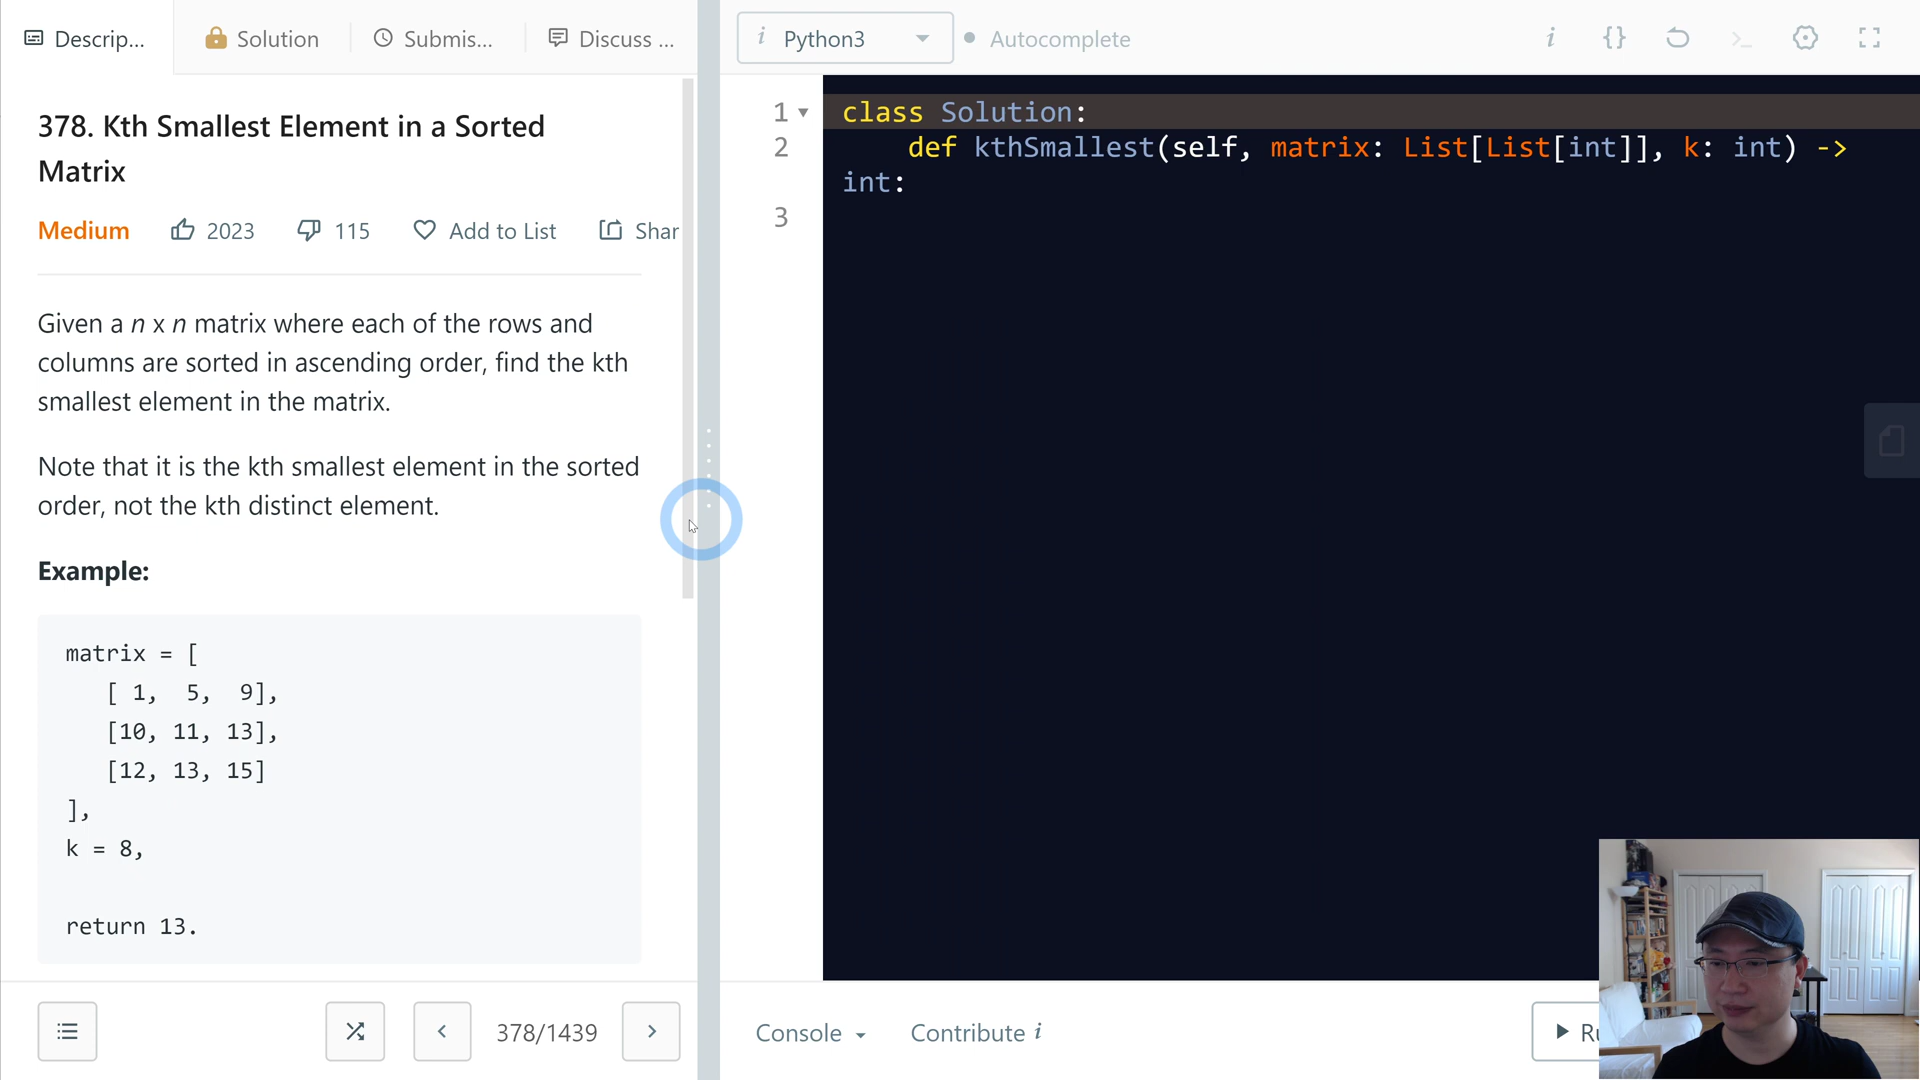 Descrip...
Solution
Submis...
Discuss ...
378. Kth Smallest Element in a Sorted
Matrix
Medium
2023
115
Add to List
Shar
Given a n x n matrix where each of the rows and
columns are sorted in ascending order, find the kth
smallest element in the matrix.
Note that it is the kth smallest element in the sorted
order, not the kth distinct element.
Example:
matrix = [
[ 1,  5,  9],
[10, 11, 13],
[12, 13, 15]
],
k = 8,
return 13.
378/1439
i Python3
Autocomplete
i {} >_
1 class Solution:
2 def kthSmallest(self, matrix: List[List[int]], k: int) ->
int:
3
Console
Contribute i
Ru